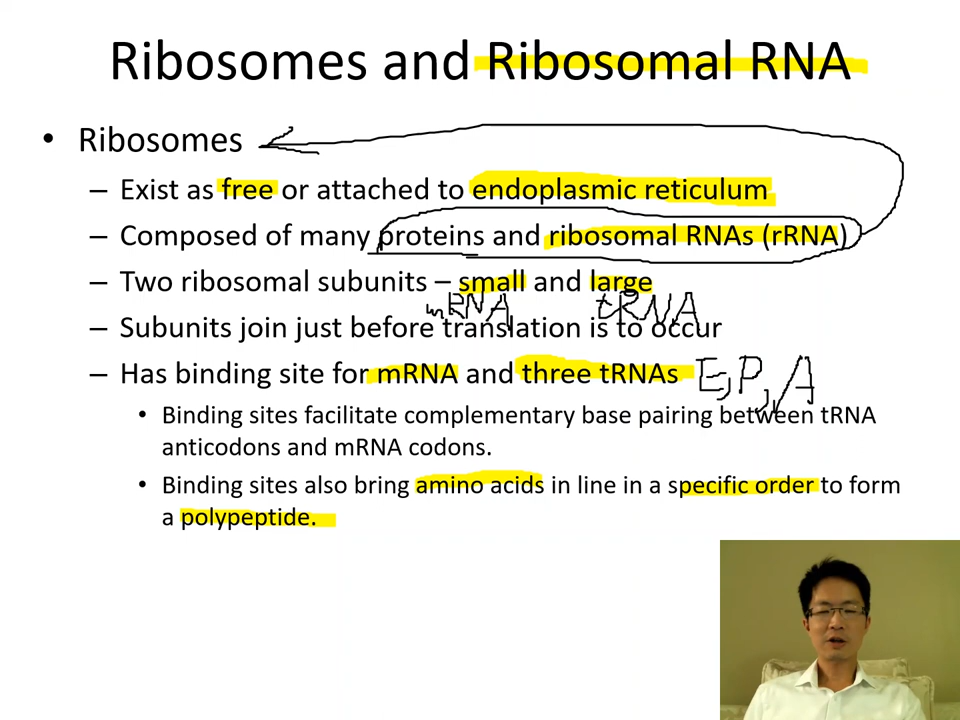 Ribosomes and Ribosomal RNA
• Ribosomes
– Exist as free or attached to endoplasmic reticulum
– Composed of many proteins and ribosomal RNAs (rRNA)
– Two ribosomal subunits – small and large
mRNA tRNA
– Subunits join just before translation is to occur
– Has binding site for mRNA and three tRNAs E, P, A
• Binding sites facilitate complementary base pairing between tRNA
anticodons and mRNA codons.
• Binding sites also bring amino acids in line in a specific order to form
a polypeptide.